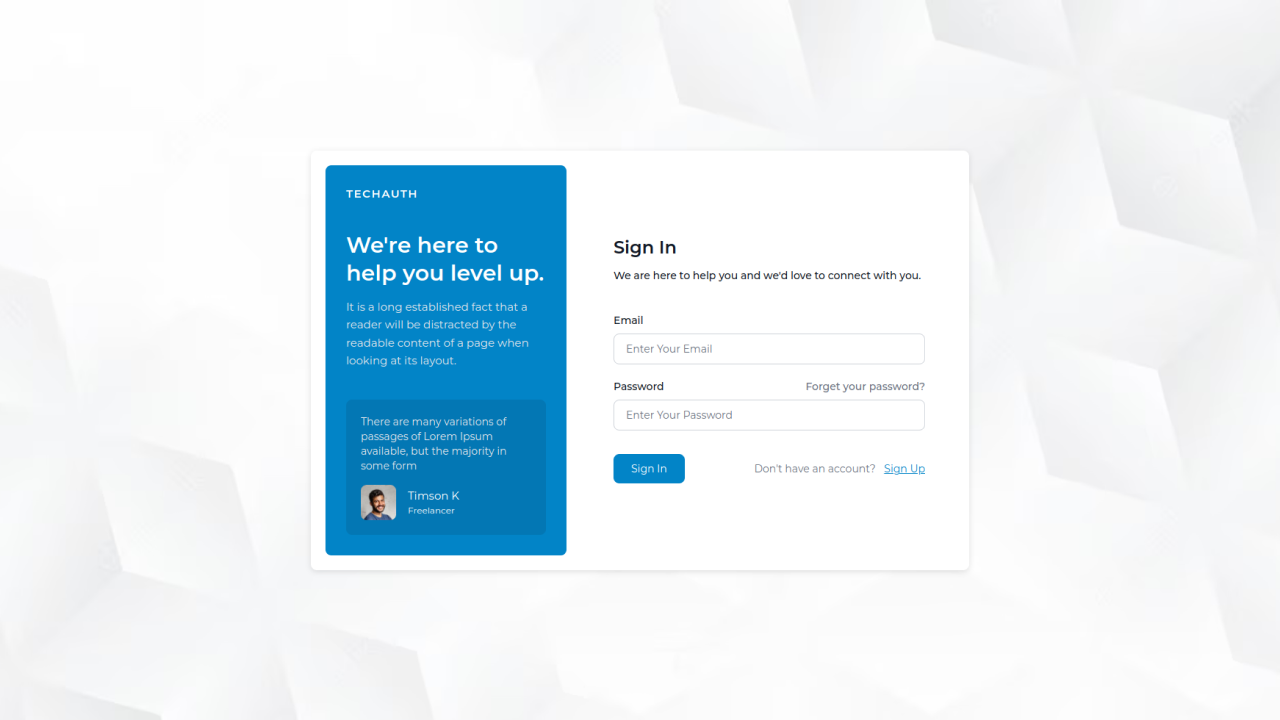 TECHAUTH
We're here to
help you level up.
It is a long established fact that a
reader will be distracted by the
readable content of a page when
looking at its layout.
There are many variations of
passages of Lorem Ipsum
available, but the majority in
some form
Timson K
Freelancer
Sign In
We are here to help you and we'd love to connect with you.
Email
Enter Your Email
Password Forget your password?
Enter Your Password
Sign In Don't have an account? Sign Up